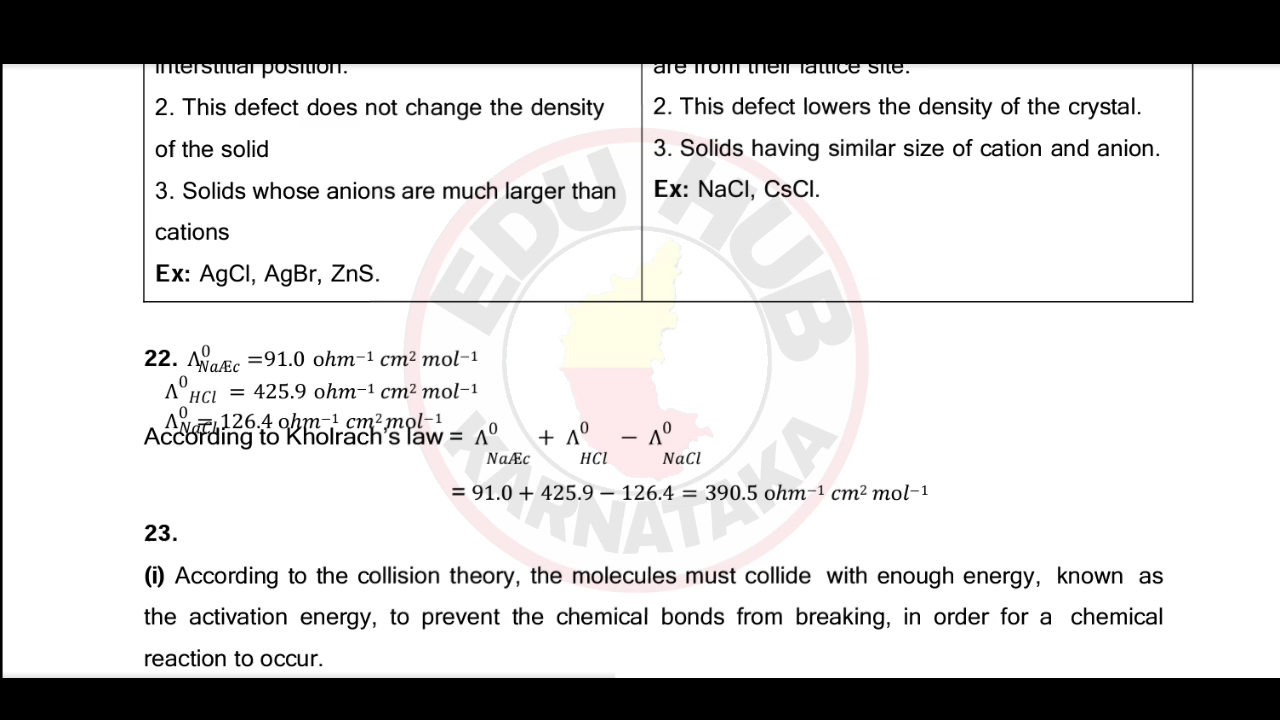 interstitial position.
2. This defect does not change the density
of the solid
3. Solids whose anions are much larger than
cations
Ex: AgCl, AgBr, ZnS.
are from their lattice site.
2. This defect lowers the density of the crystal.
3. Solids having similar size of cation and anion.
Ex: NaCl, CsCl.
22. Λ⁰NaÆc =91.0 ohm−1 cm2 mol−1
Λ⁰HCl = 425.9 ohm−1 cm2 mol−1
Λ⁰NaCl = 126.4 ohm−1 cm2 mol−1
According to Kholrach's law = Λ⁰NaÆc + Λ⁰HCl − Λ⁰NaCl
= 91.0 + 425.9 − 126.4 = 390.5 ohm−1 cm2 mol−1
23.
(i) According to the collision theory, the molecules must collide with enough energy, known as
the activation energy, to prevent the chemical bonds from breaking, in order for a chemical
reaction to occur.
EDU HUB
KARNATAKA